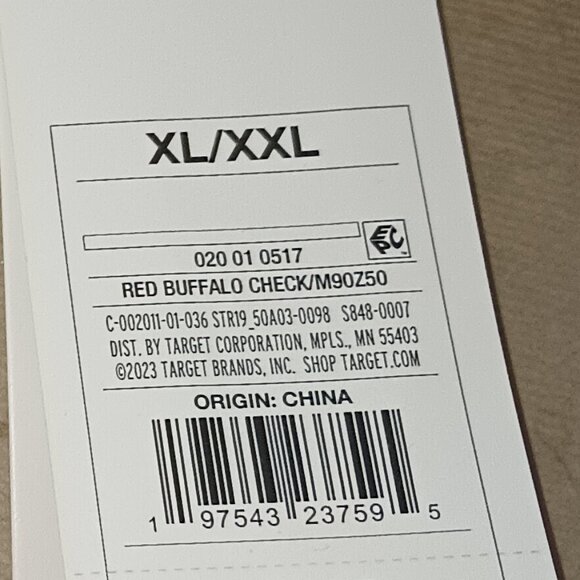 XL/XXL
EPC
020 01 0517
RED BUFFALO CHECK/M90Z50
C-002011-01-036 STR19_50A03-0098 S848-0007
DIST. BY TARGET CORPORATION, MPLS., MN 55403
©2023 TARGET BRANDS, INC. SHOP TARGET.COM
ORIGIN: CHINA
1 97543 23759 5